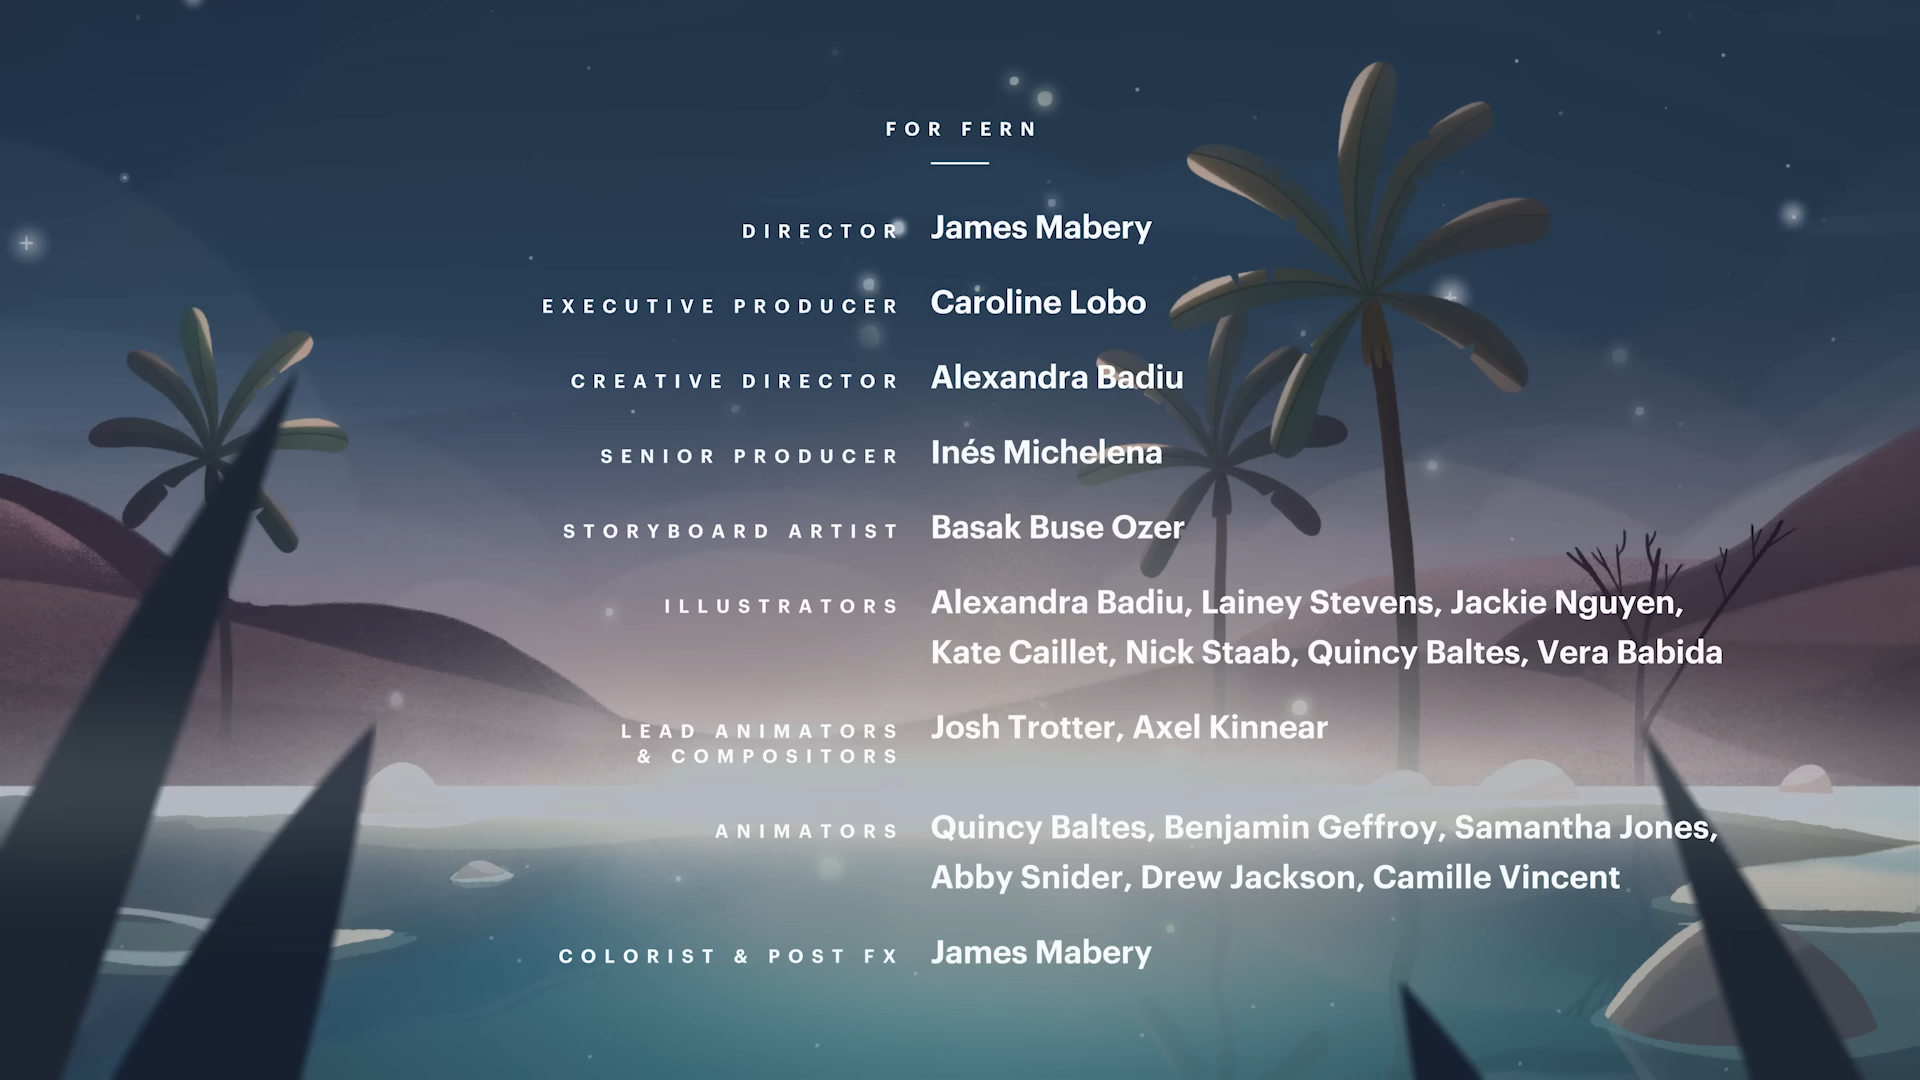 FOR FERN
DIRECTOR James Mabery
EXECUTIVE PRODUCER Caroline Lobo
CREATIVE DIRECTOR Alexandra Badiu
SENIOR PRODUCER Inés Michelena
STORYBOARD ARTIST Basak Buse Ozer
ILLUSTRATORS Alexandra Badiu, Lainey Stevens, Jackie Nguyen,
Kate Caillet, Nick Staab, Quincy Baltes, Vera Babida
LEAD ANIMATORS Josh Trotter, Axel Kinnear
& COMPOSITORS
ANIMATORS Quincy Baltes, Benjamin Geffroy, Samantha Jones,
Abby Snider, Drew Jackson, Camille Vincent
COLORIST & POST FX James Mabery